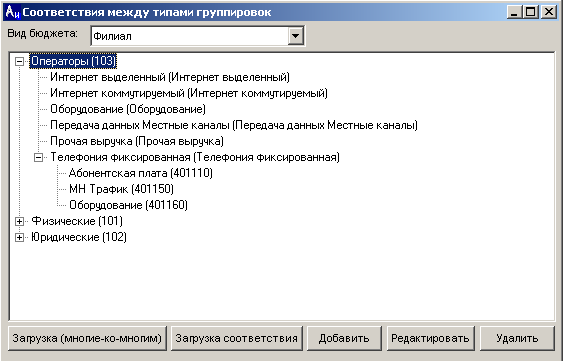 Аи Соответствия между типами группировок
Вид бюджета: Филиал
Операторы (103)
Интернет выделенный (Интернет выделенный)
Интернет коммутируемый (Интернет коммутируемый)
Оборудование (Оборудование)
Передача данных Местные каналы (Передача данных Местные каналы)
Прочая выручка (Прочая выручка)
Телефония фиксированная (Телефония фиксированная)
Абонентская плата (401110)
МН Трафик (401150)
Оборудование (401160)
Физические (101)
Юридические (102)
Загрузка (многие-ко-многим) Загрузка соответствия Добавить Редактировать Удалить